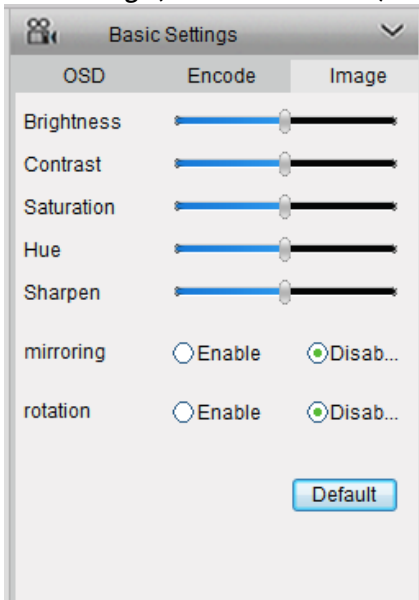 Basic Settings
OSD Encode Image
Brightness
Contrast
Saturation
Hue
Sharpen
mirroring Enable Disab...
rotation Enable Disab...
Default